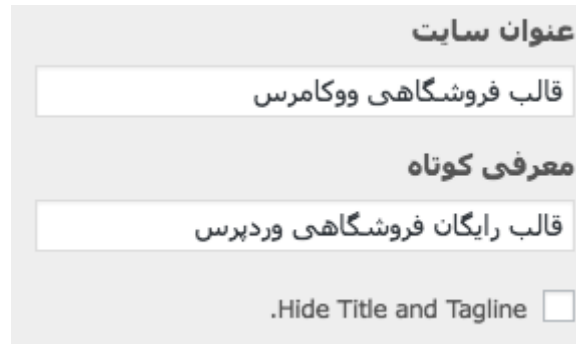 عنوان سایت
قالب فروشگاهی ووکامرس
معرفی کوتاه
قالب رایگان فروشگاهی وردپرس
Hide Title and Tagline.